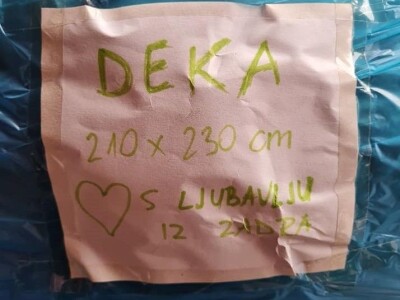 DEKA
210 x 230 cm
S LJUBAVLJU
IZ ZADRA